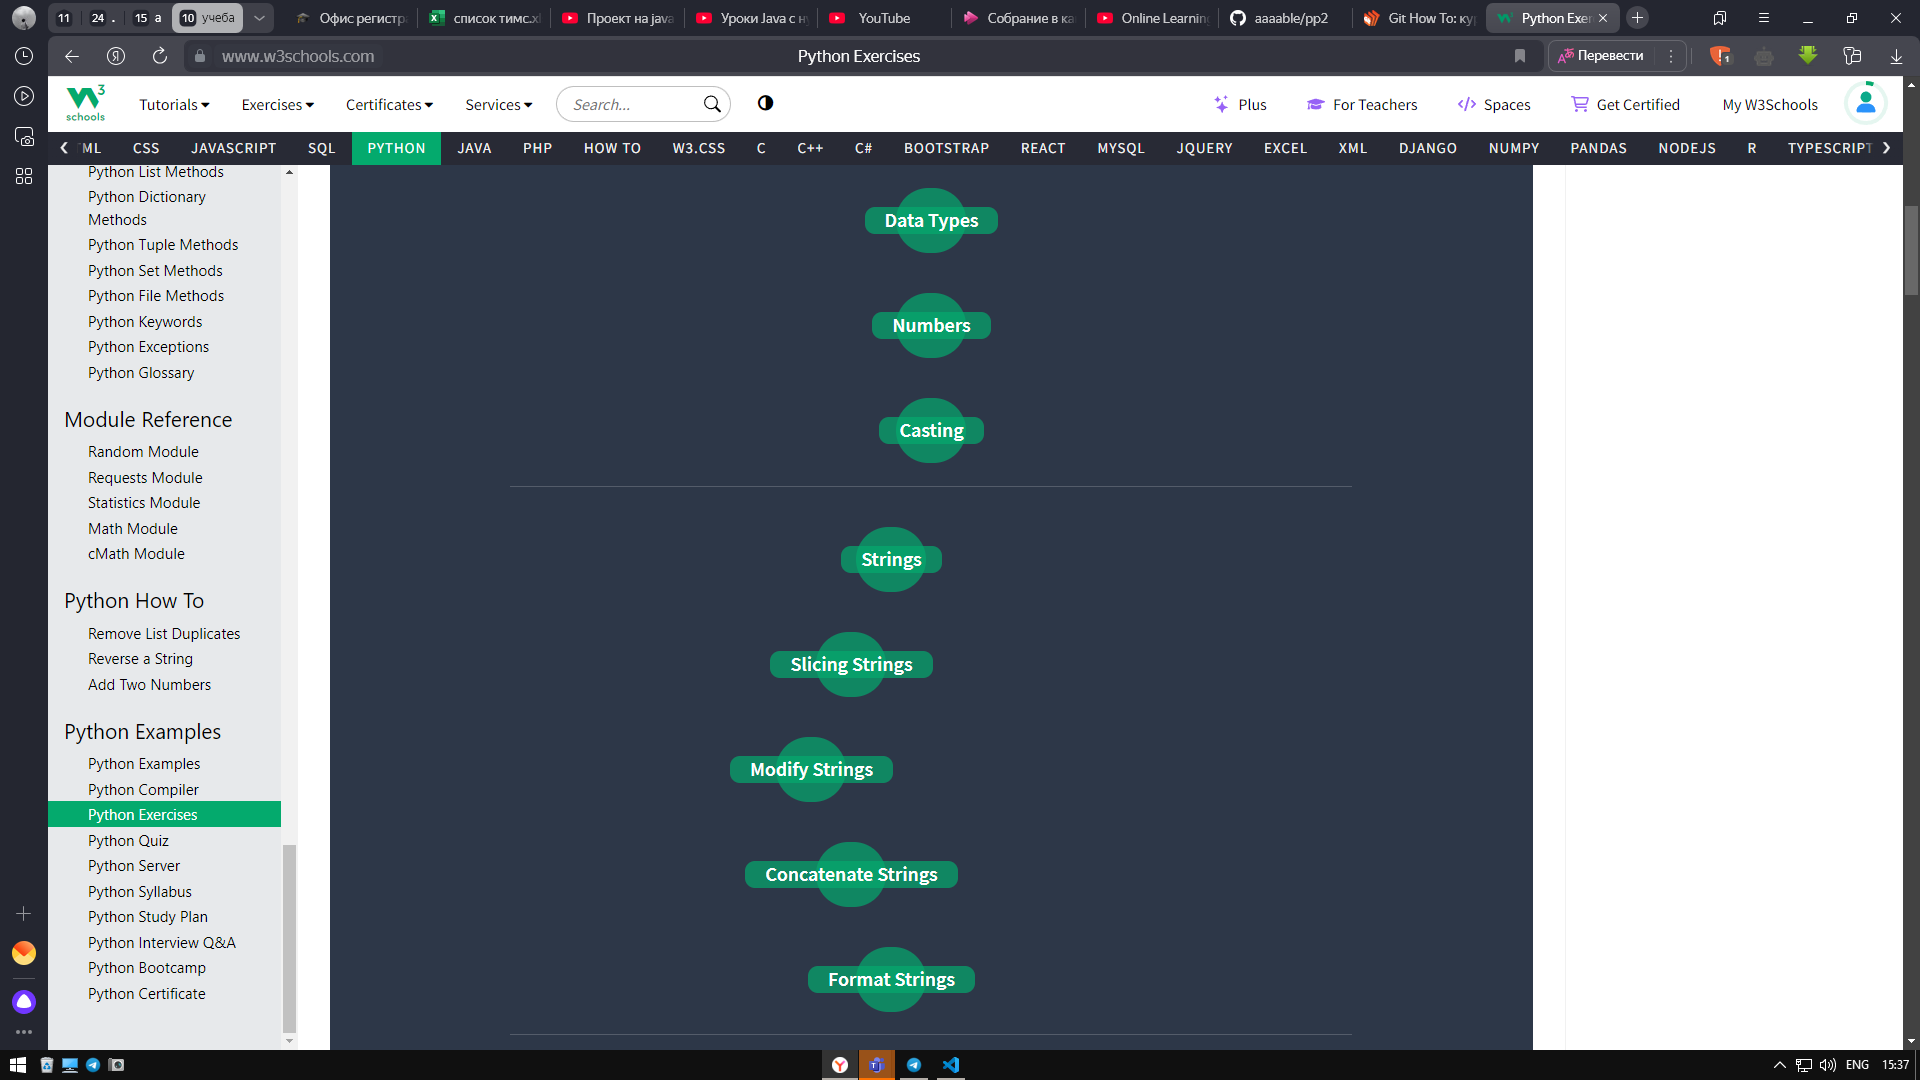 11
24 .
15 а
10 учеба
Офис регистр
список тимс.xl
Проект на java
Уроки Java с ну
YouTube
Собрание в ка
Online Learning
aaaable/pp2
Git How To: ку
Python Exer
www.w3schools.com
Python Exercises
Перевести
1
W3
schools
Tutorials
Exercises
Certificates
Services
Search...
Plus
For Teachers
Spaces
Get Certified
My W3Schools
TML
CSS
JAVASCRIPT
SQL
PYTHON
JAVA
PHP
HOW TO
W3.CSS
C
C++
C#
BOOTSTRAP
REACT
MYSQL
JQUERY
EXCEL
XML
DJANGO
NUMPY
PANDAS
NODEJS
R
TYPESCRIPT
Python List Methods
Python Dictionary
Methods
Python Tuple Methods
Python Set Methods
Python File Methods
Python Keywords
Python Exceptions
Python Glossary
Module Reference
Random Module
Requests Module
Statistics Module
Math Module
cMath Module
Python How To
Remove List Duplicates
Reverse a String
Add Two Numbers
Python Examples
Python Examples
Python Compiler
Python Exercises
Python Quiz
Python Server
Python Syllabus
Python Study Plan
Python Interview Q&A
Python Bootcamp
Python Certificate
Data Types
Numbers
Casting
Strings
Slicing Strings
Modify Strings
Concatenate Strings
Format Strings
ENG
15:37